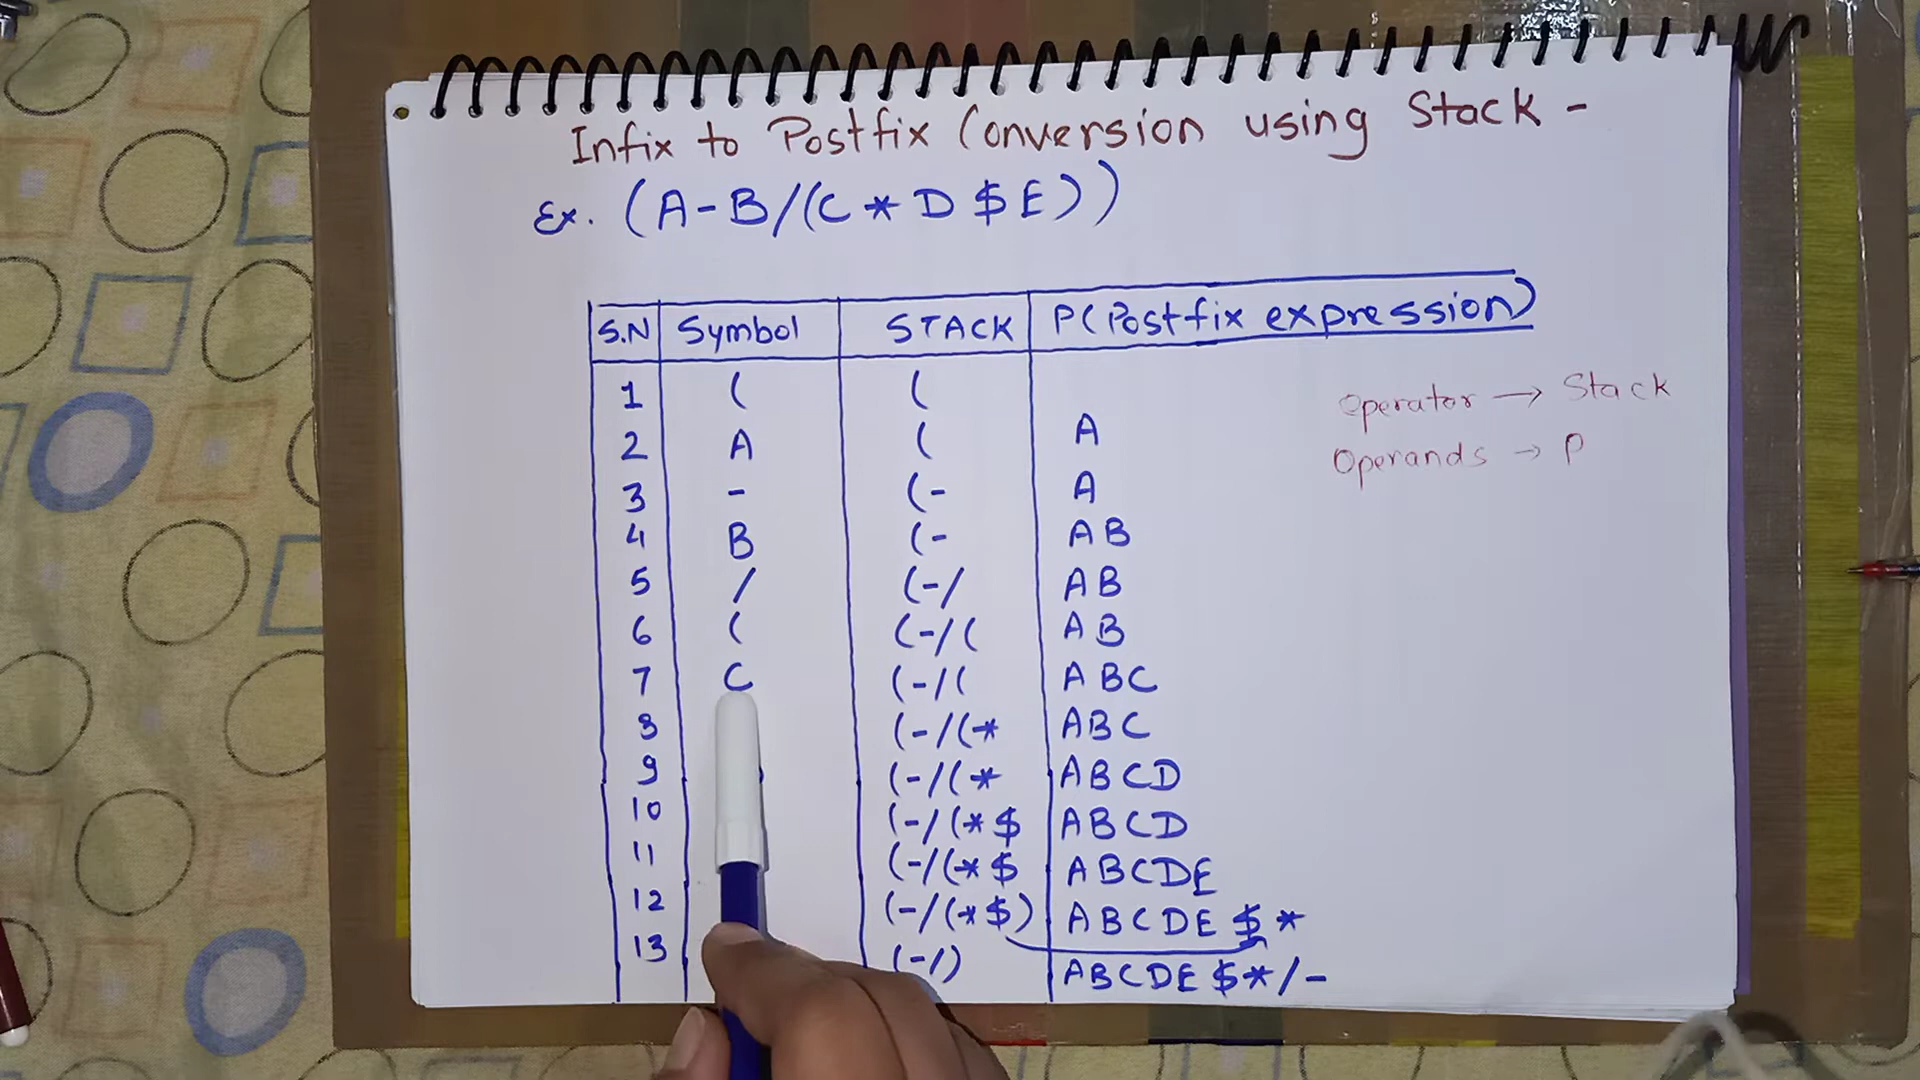 Infix to Postfix Conversion using Stack -
Ex. (A-B/(C*D$E))
S.N Symbol STACK P(Postfix expression)
1 ( (
2 A ( A
3 - (- A
4 B (- AB
5 / (-/ AB
6 ( (-/( AB
7 C (-/( ABC
8 (-/(* ABC
9 (-/(* ABCD
10 (-/(*$ ABCD
11 (-/(*$ ABCDE
12 (-/(*$) ABCDE$*
13 (-/) ABCDE$*/-
Operator → Stack
Operands → P